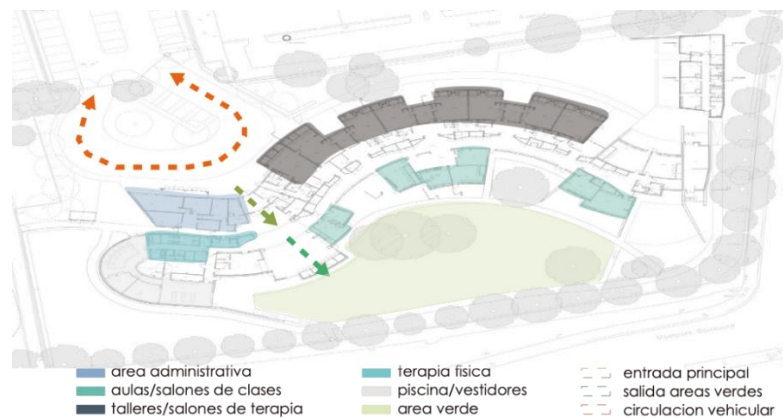 area administrativa
aulas/salones de clases
talleres/salones de terapia
terapia fisica
piscina/vestidores
area verde
entrada principal
salida areas verdes
circulacion vehicular